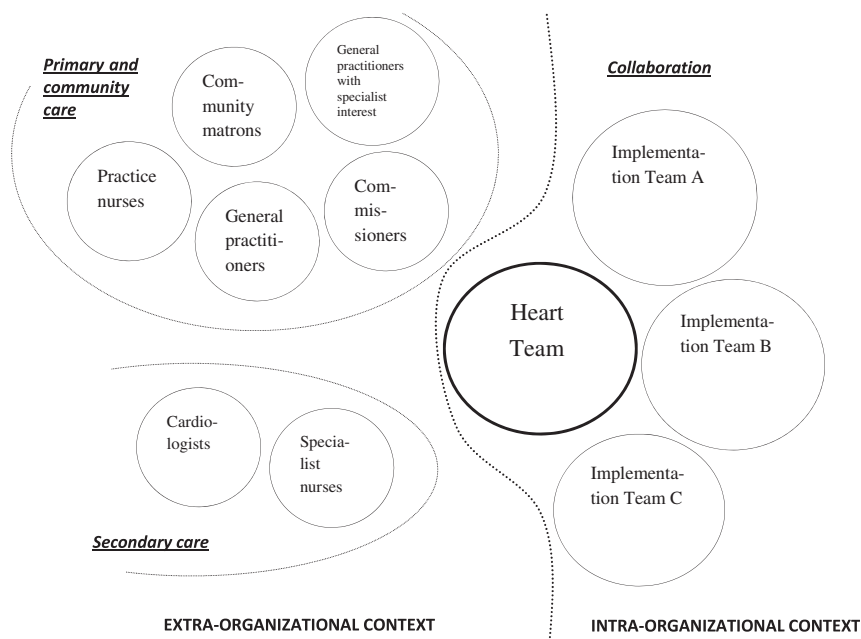 Primary and
community
care
Com-
munity
matrons
General
practitioners
with
specialist
interest
Practice
nurses
General
practiti-
oners
Com-
mis-
sioners
Collaboration
Implementa-
tion Team A
Heart
Team
Implementa-
tion Team B
Implementa-
tion Team C
Cardio-
logists
Specia-
list
nurses
Secondary care
EXTRA-ORGANIZATIONAL CONTEXT
INTRA-ORGANIZATIONAL CONTEXT